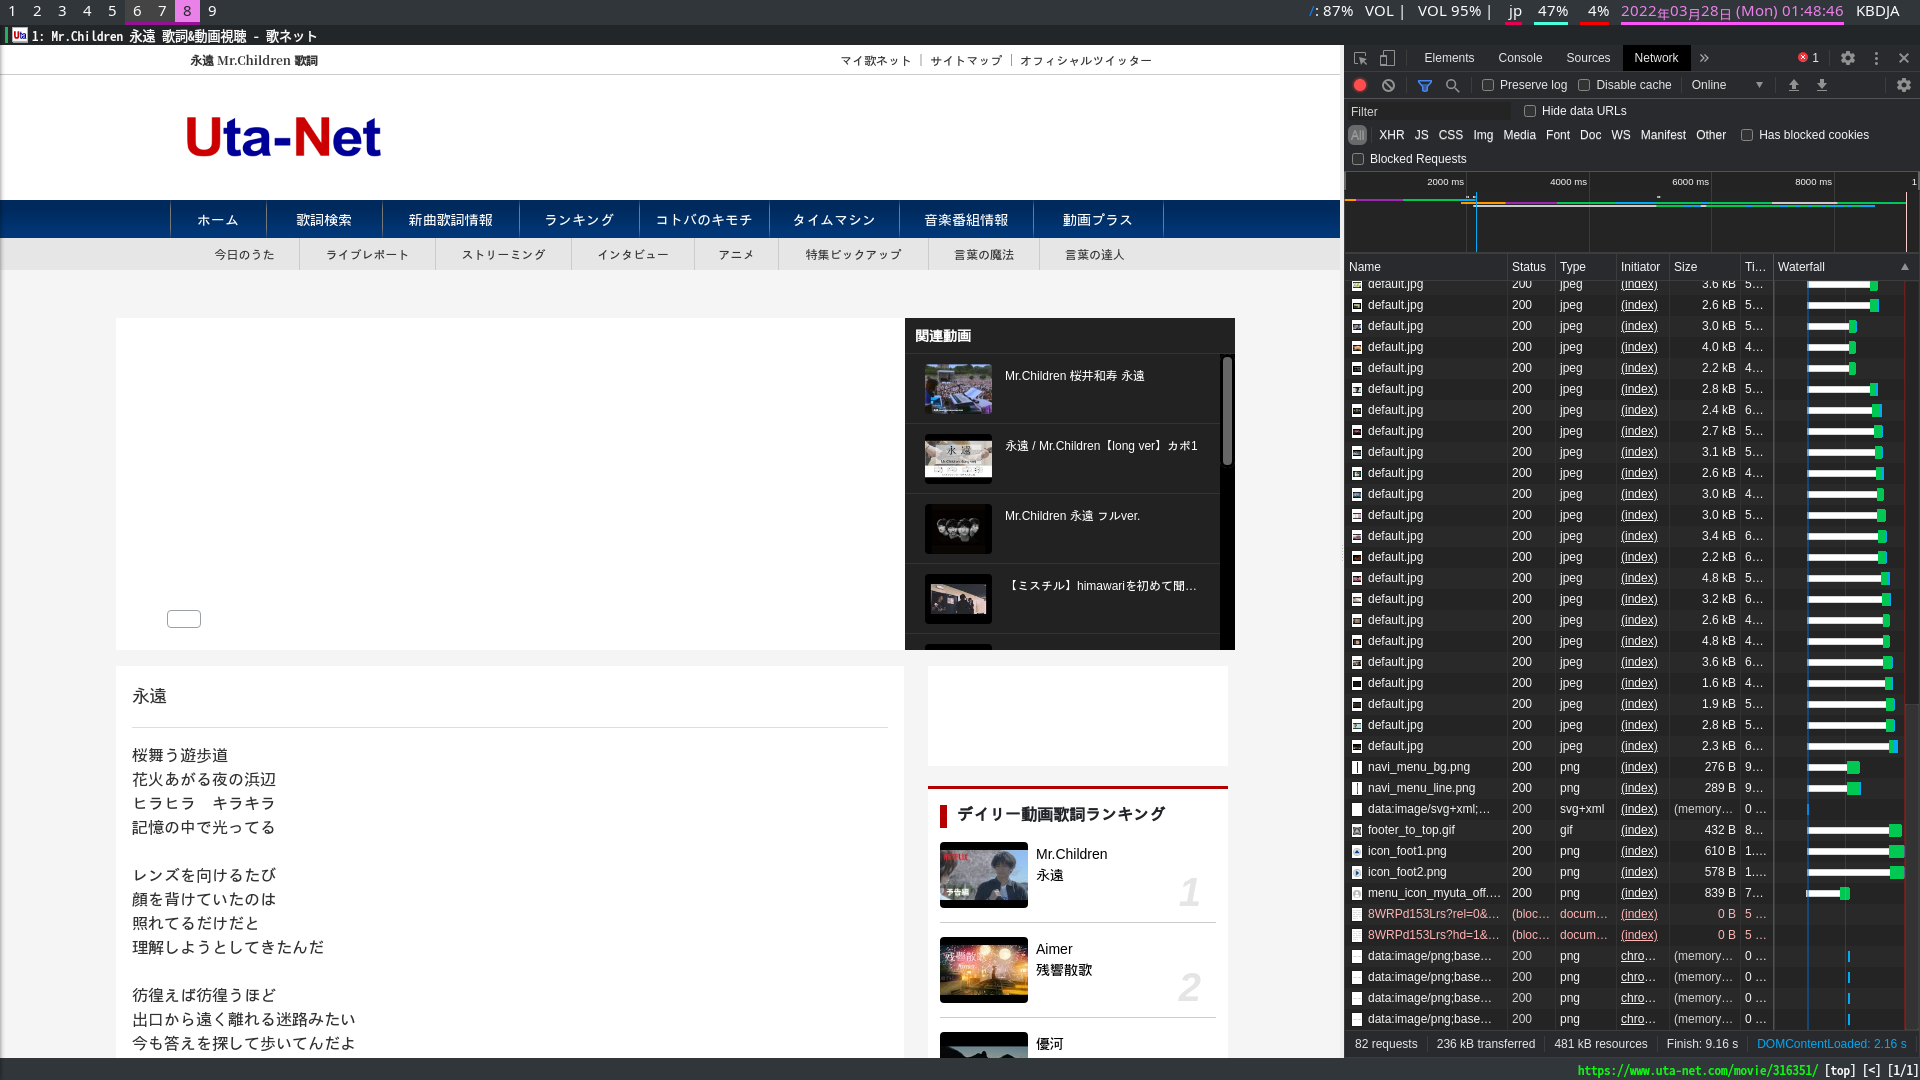 1 2 3 4 5 6 7 8 9 /: 87% VOL | VOL 95% | jp 47% 4% 2022年03月28日 (Mon) 01:48:46 KBDJA
Uta 1: Mr.Children 永遠 歌詞&動画視聴 - 歌ネット
永遠 Mr.Children 歌詞 マイ歌ネット | サイトマップ | オフィシャルツイッター
Uta-Net
ホーム 歌詞検索 新曲歌詞情報 ランキング コトバのキモチ タイムマシン 音楽番組情報 動画プラス
今日のうた ライブレポート ストリーミング インタビュー アニメ 特集ピックアップ 言葉の魔法 言葉の達人
関連動画
Mr.Children 桜井和寿 永遠
永遠 / Mr.Children【long ver】カポ1
Mr.Children 永遠 フルver.
【ミスチル】himawariを初めて聞…
永遠
桜舞う遊歩道
花火あがる夜の浜辺
ヒラヒラ　キラキラ
記憶の中で光ってる
レンズを向けるたび
顔を背けていたのは
照れてるだけだと
理解しようとしてきたんだ
彷徨えば彷徨うほど
出口から遠く離れる迷路みたい
今も答えを探して歩いてんだよ
デイリー動画歌詞ランキング
予告編
Mr.Children
永遠
1
残響散歌
Aimer
残響散歌
2
優河
Elements Console Sources Network » 1
Preserve log Disable cache Online
Filter Hide data URLs
All XHR JS CSS Img Media Font Doc WS Manifest Other Has blocked cookies
Blocked Requests
2000 ms 4000 ms 6000 ms 8000 ms 1
Name Status Type Initiator Size Ti… Waterfall
default.jpg 200 jpeg (index) 3.6 kB 5…
default.jpg 200 jpeg (index) 2.6 kB 5…
default.jpg 200 jpeg (index) 3.0 kB 5…
default.jpg 200 jpeg (index) 4.0 kB 4…
default.jpg 200 jpeg (index) 2.2 kB 4…
default.jpg 200 jpeg (index) 2.8 kB 5…
default.jpg 200 jpeg (index) 2.4 kB 6…
default.jpg 200 jpeg (index) 2.7 kB 5…
default.jpg 200 jpeg (index) 3.1 kB 5…
default.jpg 200 jpeg (index) 2.6 kB 4…
default.jpg 200 jpeg (index) 3.0 kB 4…
default.jpg 200 jpeg (index) 3.0 kB 5…
default.jpg 200 jpeg (index) 3.4 kB 6…
default.jpg 200 jpeg (index) 2.2 kB 6…
default.jpg 200 jpeg (index) 4.8 kB 5…
default.jpg 200 jpeg (index) 3.2 kB 6…
default.jpg 200 jpeg (index) 2.6 kB 4…
default.jpg 200 jpeg (index) 4.8 kB 4…
default.jpg 200 jpeg (index) 3.6 kB 6…
default.jpg 200 jpeg (index) 1.6 kB 4…
default.jpg 200 jpeg (index) 1.9 kB 5…
default.jpg 200 jpeg (index) 2.8 kB 5…
default.jpg 200 jpeg (index) 2.3 kB 6…
navi_menu_bg.png 200 png (index) 276 B 9…
navi_menu_line.png 200 png (index) 289 B 9…
data:image/svg+xml;… 200 svg+xml (index) (memory… 0 …
footer_to_top.gif 200 gif (index) 432 B 8…
icon_foot1.png 200 png (index) 610 B 1.…
icon_foot2.png 200 png (index) 578 B 1.…
menu_icon_myuta_off.… 200 png (index) 839 B 7…
8WRPd153Lrs?rel=0&… (bloc… docum… (index) 0 B 5 …
8WRPd153Lrs?hd=1&… (bloc… docum… (index) 0 B 5 …
data:image/png;base… 200 png chro… (memory… 0 …
data:image/png;base… 200 png chro… (memory… 0 …
data:image/png;base… 200 png chro… (memory… 0 …
data:image/png;base… 200 png chro… (memory… 0 …
82 requests 236 kB transferred 481 kB resources Finish: 9.16 s DOMContentLoaded: 2.16 s
https://www.uta-net.com/movie/316351/ [top] [<] [1/1]